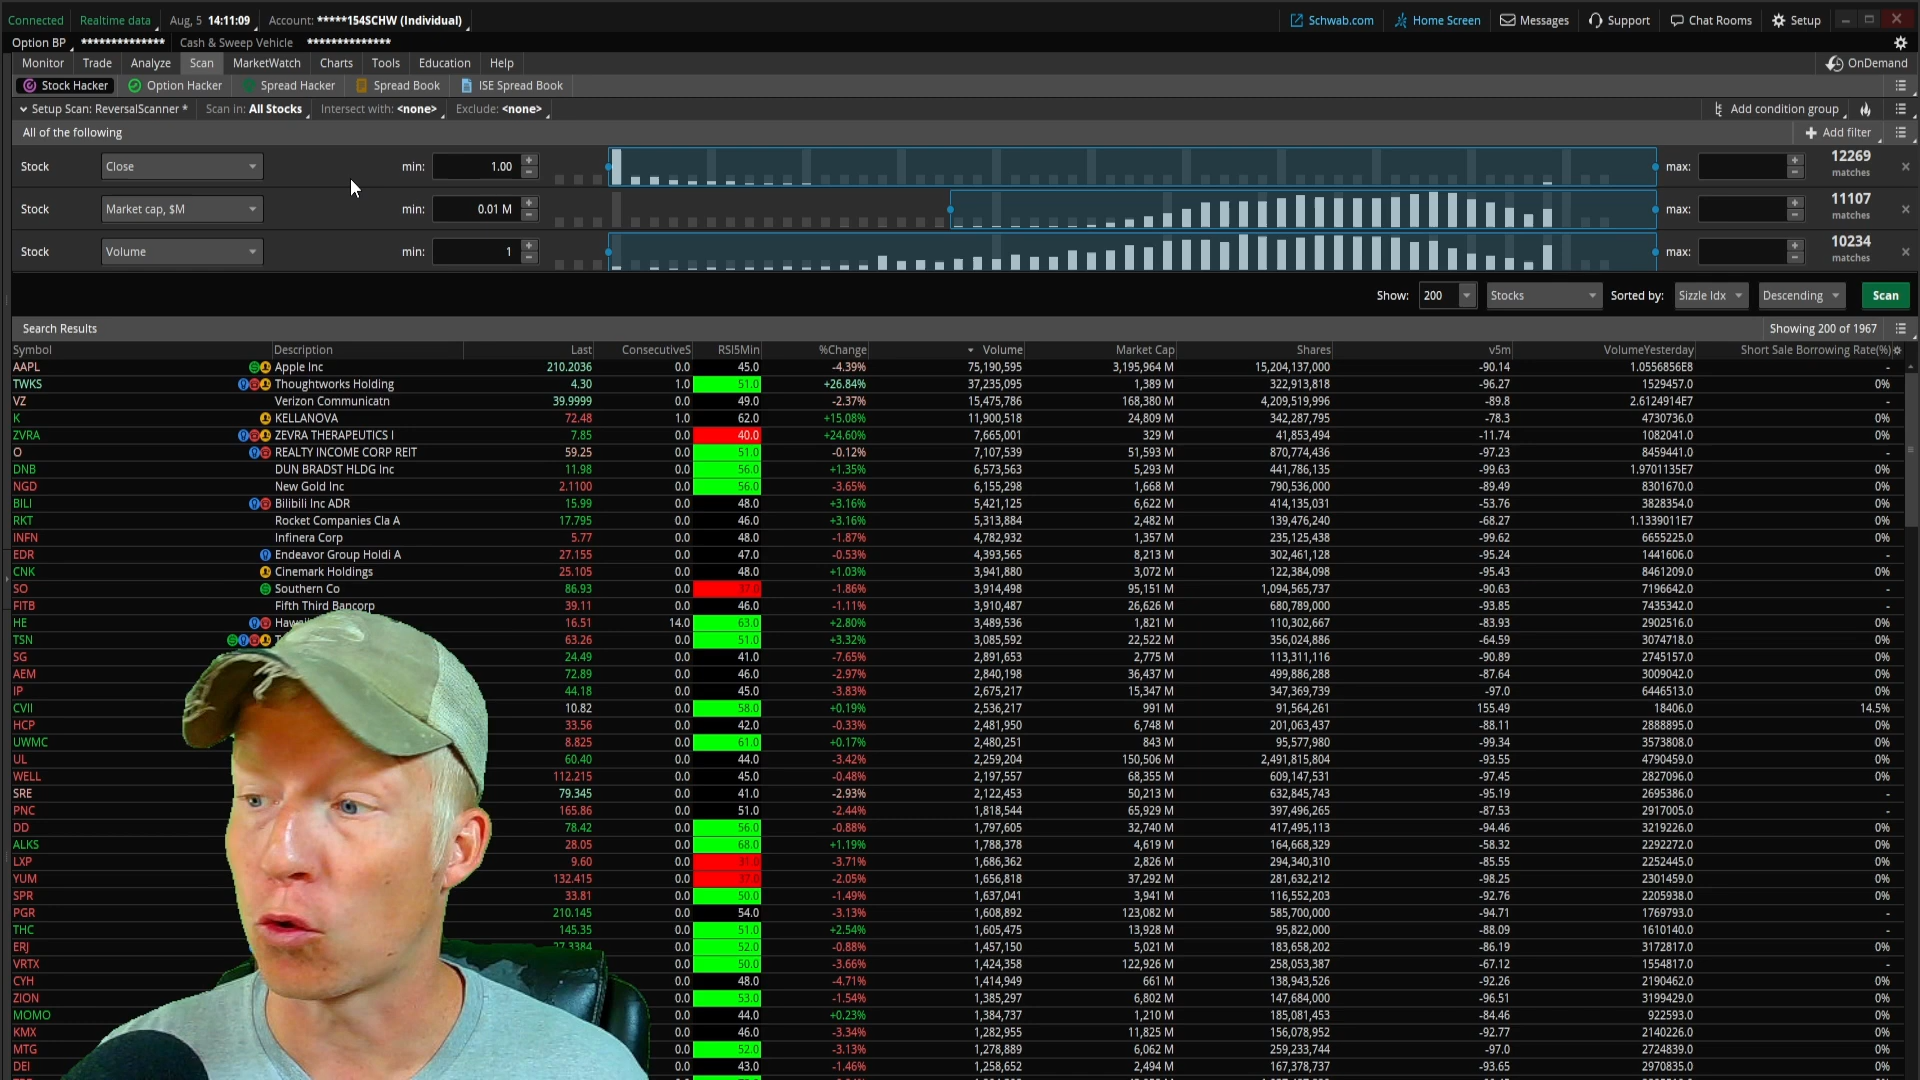 Connected Realtime data Aug, 5 14:11:09 Account: *****154SCHW (Individual) Schwab.com Home Screen Messages Support Chat Rooms Setup
Option BP ************** Cash & Sweep Vehicle **************
Monitor Trade Analyze Scan MarketWatch Charts Tools Education Help OnDemand
Stock Hacker Option Hacker Spread Hacker Spread Book ISE Spread Book
Setup Scan: ReversalScanner * Scan in: All Stocks Intersect with: <none> Exclude: <none> Add condition group
All of the following Add filter
Stock Close min: 1.00 max: 12269 matches
Stock Market cap, $M min: 0.01 M max: 11107 matches
Stock Volume min: 1 max: 10234 matches
Show: 200 Stocks Sorted by: Sizzle Idx Descending Scan
Search Results Showing 200 of 1967
Symbol Description Last ConsecutiveS RSI5Min %Change Volume Market Cap Shares v5m VolumeYesterday Short Sale Borrowing Rate(%)
AAPL Apple Inc 210.2036 0.0 45.0 -4.39% 75,190,595 3,195,964 M 15,204,137,000 -90.14 1.0556856E8 -
TWKS Thoughtworks Holding 4.30 1.0 51.0 +26.84% 37,235,095 1,389 M 322,913,818 -96.27 1529457.0 0%
VZ Verizon Communicatn 39.9999 0.0 49.0 -2.37% 15,475,786 168,380 M 4,209,519,996 -89.8 2.6124914E7 -
K KELLANOVA 72.48 1.0 62.0 +15.08% 11,900,518 24,809 M 342,287,795 -78.3 4730736.0 0%
ZVRA ZEVRA THERAPEUTICS I 7.85 0.0 40.0 +24.60% 7,665,001 329 M 41,853,494 -11.74 1082041.0 0%
O REALTY INCOME CORP REIT 59.25 0.0 51.0 -0.12% 7,107,539 51,593 M 870,774,436 -97.23 8459441.0 -
DNB DUN BRADST HLDG Inc 11.98 0.0 56.0 +1.35% 6,573,563 5,293 M 441,786,135 -99.63 1.9701135E7 0%
NGD New Gold Inc 2.1100 0.0 56.0 -3.65% 6,155,298 1,668 M 790,536,000 -89.49 8301670.0 0%
BILI Bilibili Inc ADR 15.99 0.0 48.0 +3.16% 5,421,125 6,622 M 414,135,031 -53.76 3828354.0 0%
RKT Rocket Companies Cla A 17.795 0.0 46.0 +3.16% 5,313,884 2,482 M 139,476,240 -68.27 1.1339011E7 0%
INFN Infinera Corp 5.77 0.0 48.0 -1.87% 4,782,932 1,357 M 235,125,438 -99.62 6655225.0 0%
EDR Endeavor Group Holdi A 27.155 0.0 47.0 -0.53% 4,393,565 8,213 M 302,461,128 -95.24 1441606.0 -
CNK Cinemark Holdings 25.105 0.0 48.0 +1.03% 3,941,880 3,072 M 122,384,098 -95.43 8461209.0 0%
SO Southern Co 86.93 0.0 37.0 -1.86% 3,914,498 95,151 M 1,094,565,737 -90.63 7196642.0 -
FITB Fifth Third Bancorp 39.11 0.0 46.0 -1.11% 3,910,487 26,626 M 680,789,000 -93.85 7435342.0 -
HE 16.51 14.0 63.0 +2.80% 3,489,536 1,821 M 110,302,667 -83.93 2902516.0 0%
TSN 63.26 0.0 51.0 +3.32% 3,085,592 22,522 M 356,024,886 -64.59 3074718.0 0%
SG 24.49 0.0 41.0 -7.65% 2,891,653 2,775 M 113,311,116 -90.89 2745157.0 0%
AEM 72.89 0.0 46.0 -2.97% 2,840,198 36,437 M 499,886,288 -87.64 3009042.0 0%
IP 44.18 0.0 45.0 -3.83% 2,675,217 15,347 M 347,369,739 -97.0 6446513.0 0%
CVII 10.82 0.0 58.0 +0.19% 2,536,217 991 M 91,564,261 155.49 18406.0 14.5%
HCP 33.56 0.0 42.0 -0.33% 2,481,950 6,748 M 201,063,437 -88.11 2888895.0 0%
UWMC 8.825 0.0 61.0 +0.17% 2,480,251 843 M 95,577,980 -99.34 3573808.0 0%
UL 60.40 0.0 44.0 -3.42% 2,259,204 150,506 M 2,491,815,804 -93.55 4790459.0 0%
WELL 112.215 0.0 45.0 -0.48% 2,197,557 68,355 M 609,147,531 -97.45 2827096.0 0%
SRE 79.345 0.0 41.0 -2.93% 2,122,453 50,213 M 632,845,743 -95.19 2695386.0 -
PNC 165.86 0.0 51.0 -2.44% 1,818,544 65,929 M 397,496,265 -87.53 2917005.0 -
DD 78.42 0.0 56.0 -0.88% 1,797,605 32,740 M 417,495,113 -94.46 3219226.0 0%
ALKS 28.05 0.0 68.0 +1.19% 1,788,378 4,619 M 164,668,329 -58.32 2292272.0 0%
LXP 9.60 0.0 31.0 -3.71% 1,686,362 2,826 M 294,340,310 -85.55 2252445.0 0%
YUM 132.415 0.0 37.0 -2.05% 1,656,818 37,292 M 281,632,212 -98.25 2301459.0 0%
SPR 33.81 0.0 50.0 -1.49% 1,637,041 3,941 M 116,552,203 -92.76 2205938.0 0%
PGR 210.145 0.0 54.0 -3.13% 1,608,892 123,082 M 585,700,000 -94.71 1769793.0 -
THC 145.35 0.0 51.0 +2.54% 1,605,475 13,928 M 95,822,000 -88.09 1610140.0 -
ERJ 27.3384 0.0 52.0 -0.88% 1,457,150 5,021 M 183,658,202 -86.19 3172817.0 0%
VRTX 0.0 50.0 -3.66% 1,424,358 122,926 M 258,053,387 -67.12 1554817.0 -
CYH 0.0 48.0 -4.71% 1,414,949 661 M 138,943,526 -92.26 2190462.0 0%
ZION 0.0 53.0 -1.54% 1,385,297 6,802 M 147,684,000 -96.51 3199429.0 0%
MOMO 0.0 44.0 +0.23% 1,384,737 1,210 M 185,081,453 -84.46 922593.0 0%
KMX 0.0 46.0 -3.34% 1,282,955 11,825 M 156,078,952 -92.77 2140226.0 0%
MTG 0.0 52.0 -3.13% 1,278,889 6,062 M 259,233,744 -97.0 2724839.0 0%
DEI 0.0 43.0 -1.46% 1,258,652 2,494 M 167,378,737 -93.65 2970835.0 0%